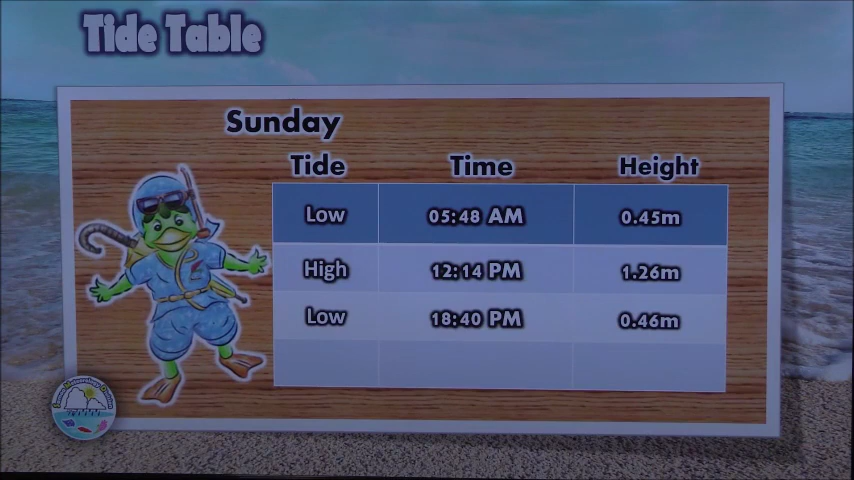 Tide Table
Sunday
Tide Time Height
Low 05:48 AM 0.45m
High 12:14 PM 1.26m
Low 18:40 PM 0.46m